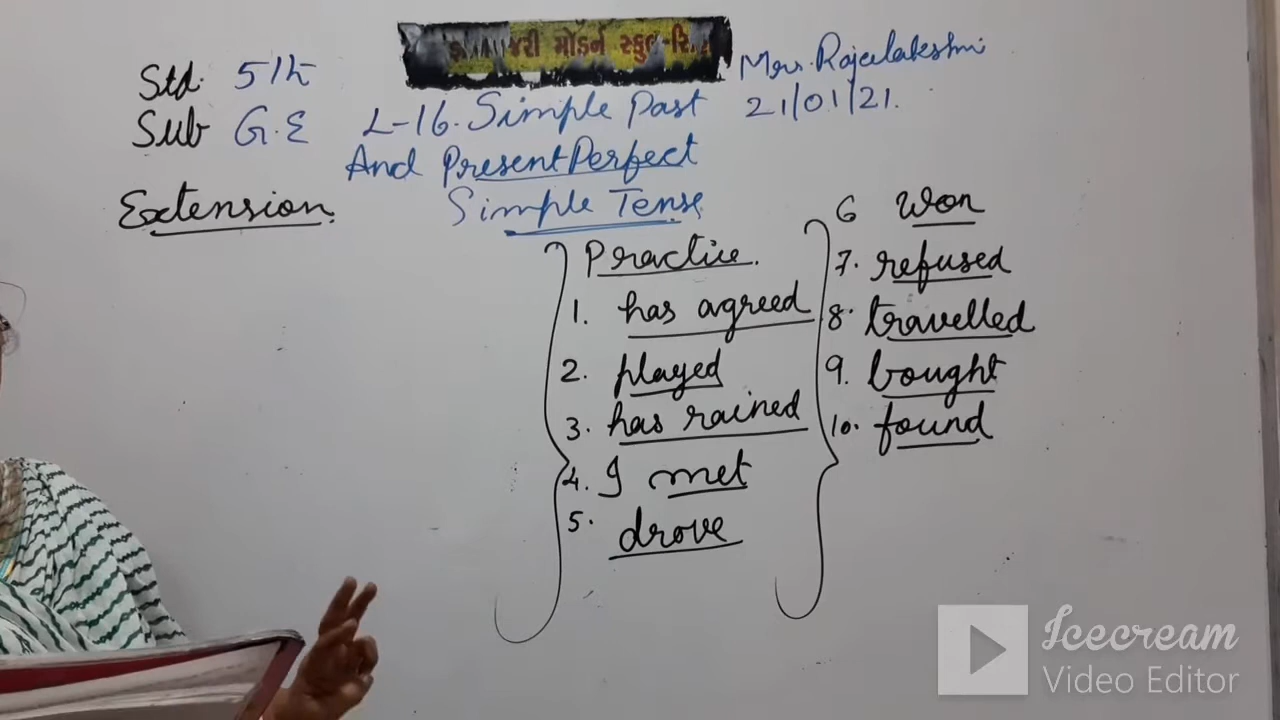 જરી મોડર્ન સ્કુલ
Std. 5th
Mrs. Rajalakshmi
Sub G.E
L-16. Simple Past
21/01/21.
And Present Perfect
Simple Tense
Extension
Practice.
1. has agreed
2. played
3. has rained
4. I met
5. drove
6 Won
7. refused
8. travelled
9. bought
10. found
Icecream
Video Editor